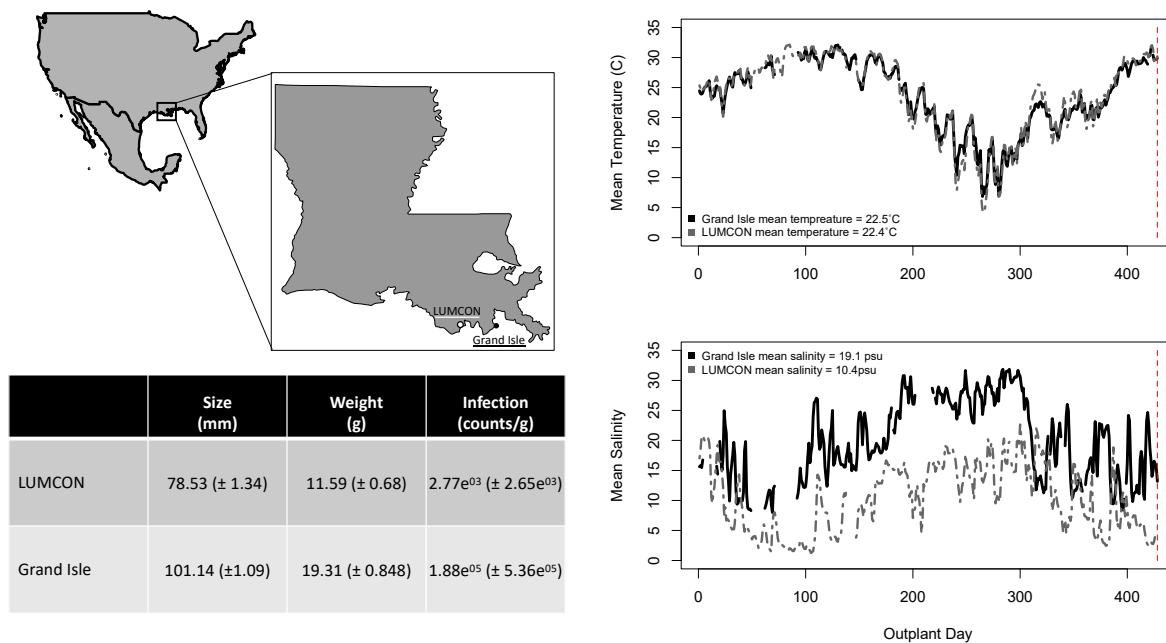 LUMCON
Grand Isle
Size
(mm)
Weight
(g)
Infection
(counts/g)
LUMCON
78.53 (± 1.34)
11.59 (± 0.68)
2.77e03 (± 2.65e03)
Grand Isle
101.14 (±1.09)
19.31 (± 0.848)
1.88e05 (± 5.36e05)
Mean Temperature (C)
35
30
25
20
15
10
5
0
Grand Isle mean tempreature = 22.5˚C
LUMCON mean temperature = 22.4˚C
0
100
200
300
400
Mean Salinity
35
30
25
20
15
10
5
0
Grand Isle mean salinity = 19.1 psu
LUMCON mean salinity = 10.4psu
0
100
200
300
400
Outplant Day